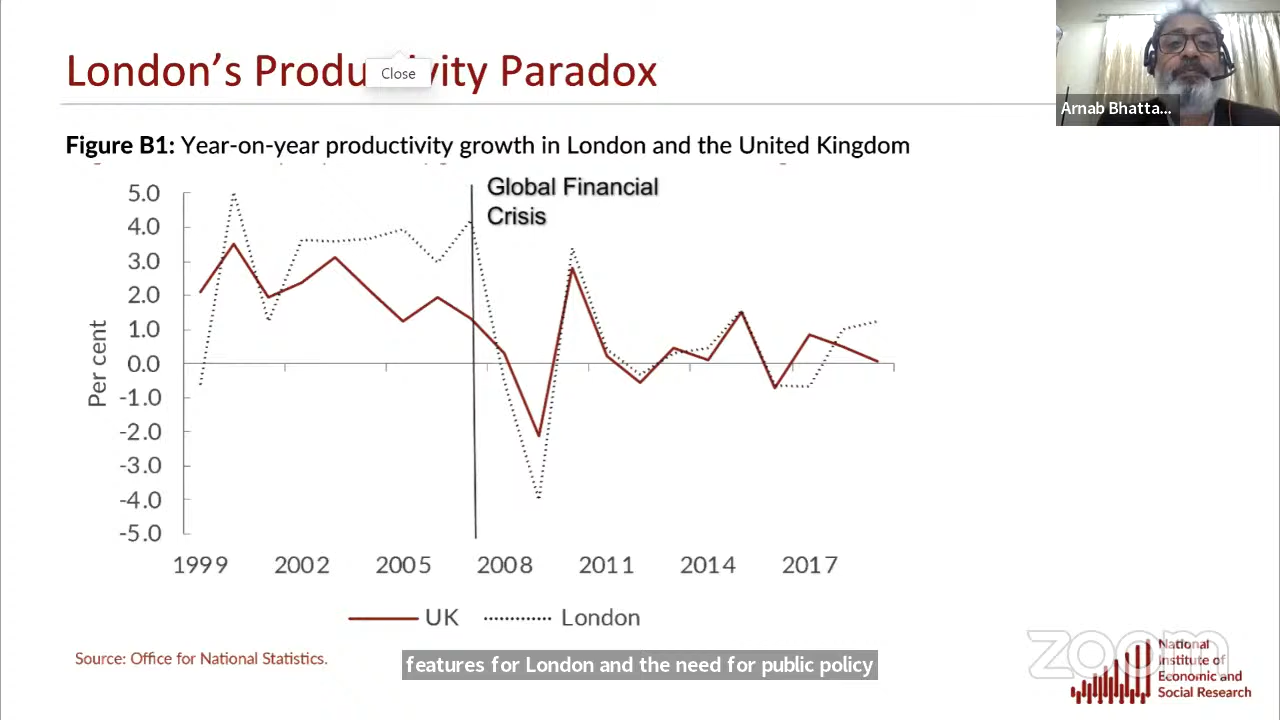 London's Produ ivity Paradox
Close
Arnab Bhatta...
Figure B1: Year-on-year productivity growth in London and the United Kingdom
Global Financial
Crisis
5.0
4.0
3.0
2.0
1.0
0.0
-1.0
-2.0
-3.0
-4.0
-5.0
Per cent
1999 2002 2005 2008 2011 2014 2017
UK London
Source: Office for National Statistics.
features for London and the need for public policy
zoom
National
Institute of
Economic and
Social Research